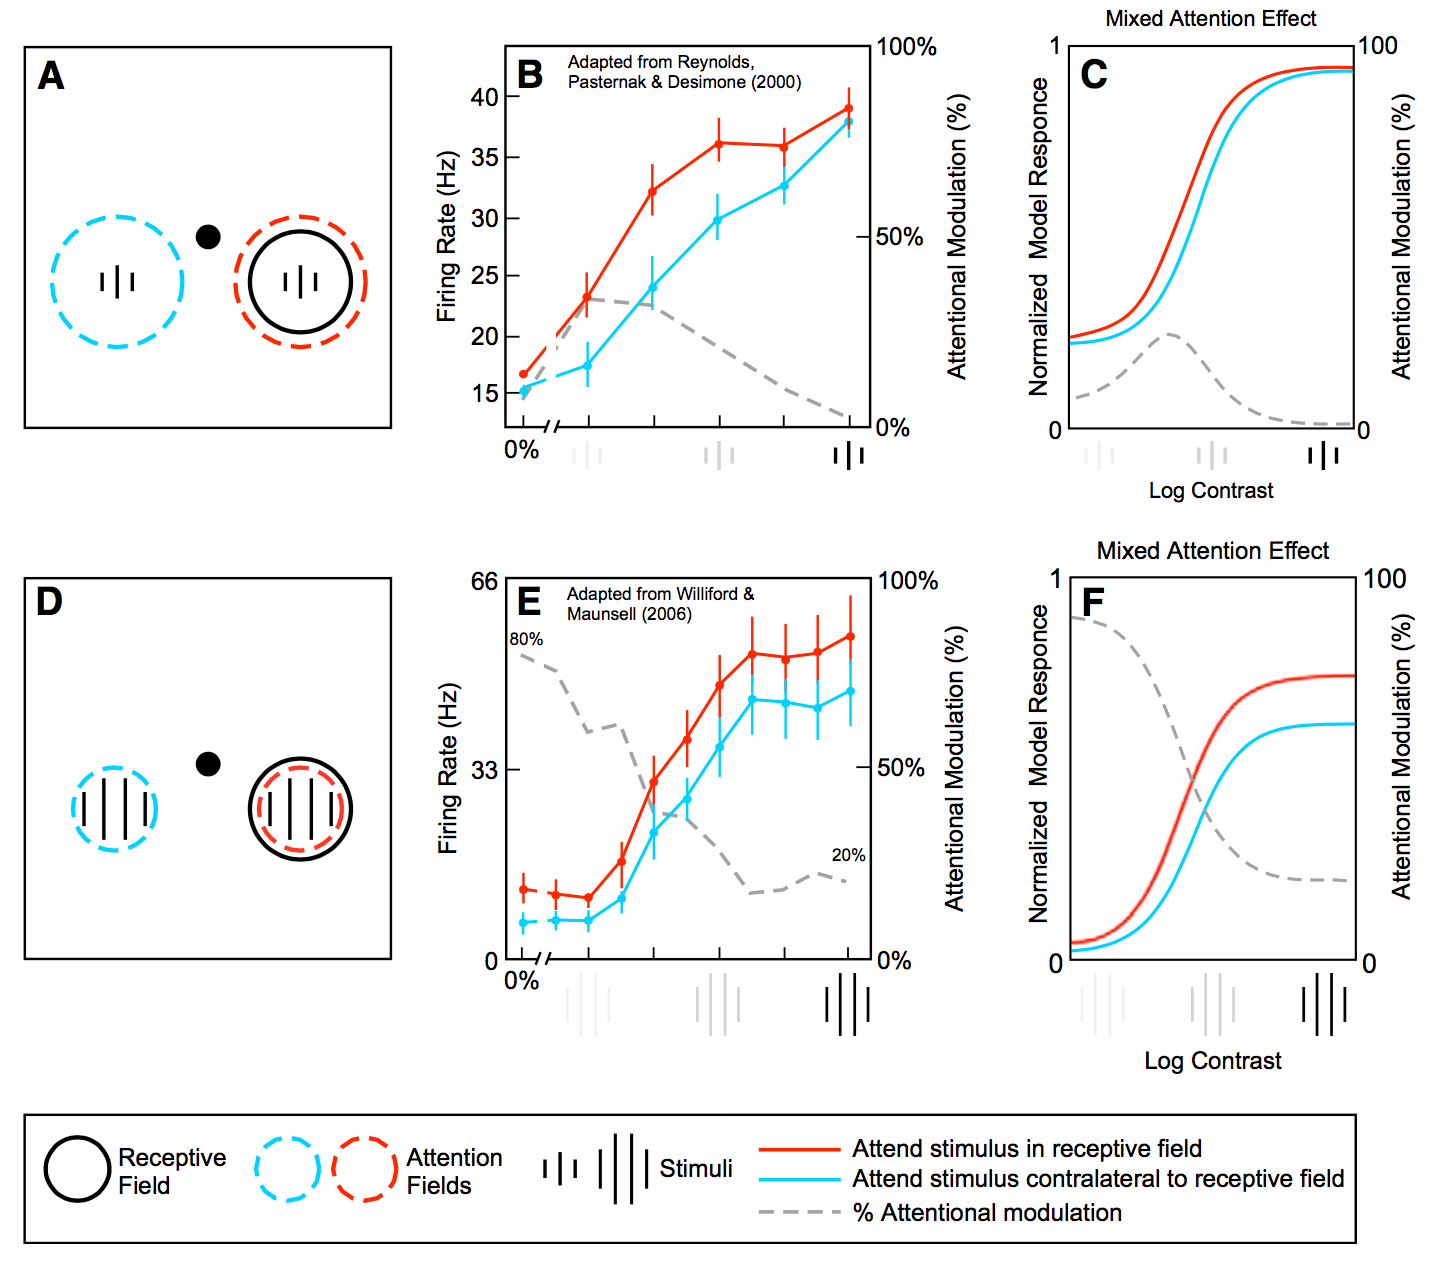 A
B
Adapted from Reynolds,
Pasternak & Desimone (2000)
Firing Rate (Hz)
40
35
30
25
20
15
0%
100%
50%
0%
Attentional Modulation (%)
Mixed Attention Effect
C
Normalized Model Responce
1
0
100
0
Attentional Modulation (%)
Log Contrast
D
E
Adapted from Williford &
Maunsell (2006)
Firing Rate (Hz)
66
33
0
80%
20%
0%
100%
50%
0%
Attentional Modulation (%)
Mixed Attention Effect
F
Normalized Model Responce
1
0
100
0
Attentional Modulation (%)
Log Contrast
Receptive
Field
Attention
Fields
Stimuli
Attend stimulus in receptive field
Attend stimulus contralateral to receptive field
% Attentional modulation